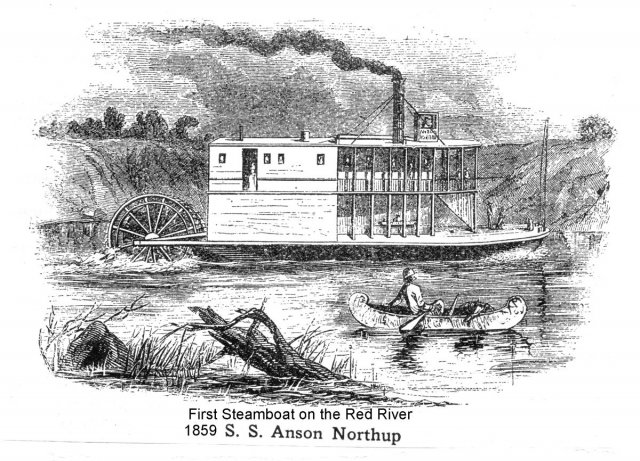 First Steamboat on the Red River
1859 S. S. Anson Northup